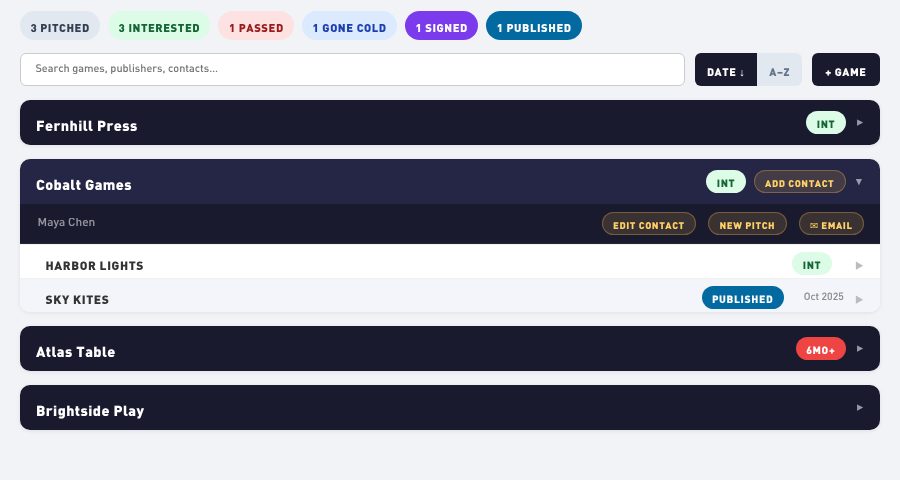 3 PITCHED 3 INTERESTED 1 PASSED 1 GONE COLD 1 SIGNED 1 PUBLISHED
Search games, publishers, contacts... DATE ↓ A–Z + GAME
Fernhill Press INT ▸
Cobalt Games INT ADD CONTACT ▾
Maya Chen EDIT CONTACT NEW PITCH ✉ EMAIL
HARBOR LIGHTS INT ▸
SKY KITES PUBLISHED Oct 2025 ▸
Atlas Table 6MO+ ▸
Brightside Play ▸